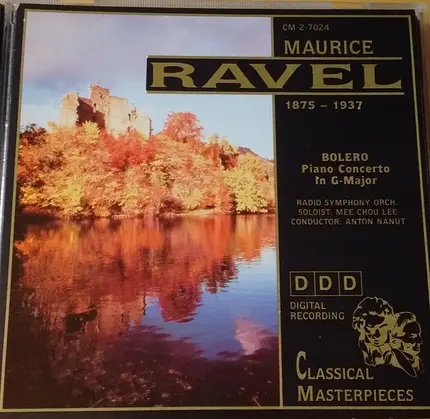 CM 2-7024
MAURICE
RAVEL
1875 – 1937
BOLERO
Piano Concerto
In G-Major
RADIO SYMPHONY ORCH.
SOLOIST: MEE CHOU LEE
CONDUCTOR: ANTON NANUT
DDD
DIGITAL
RECORDING
CLASSICAL
MASTERPIECES